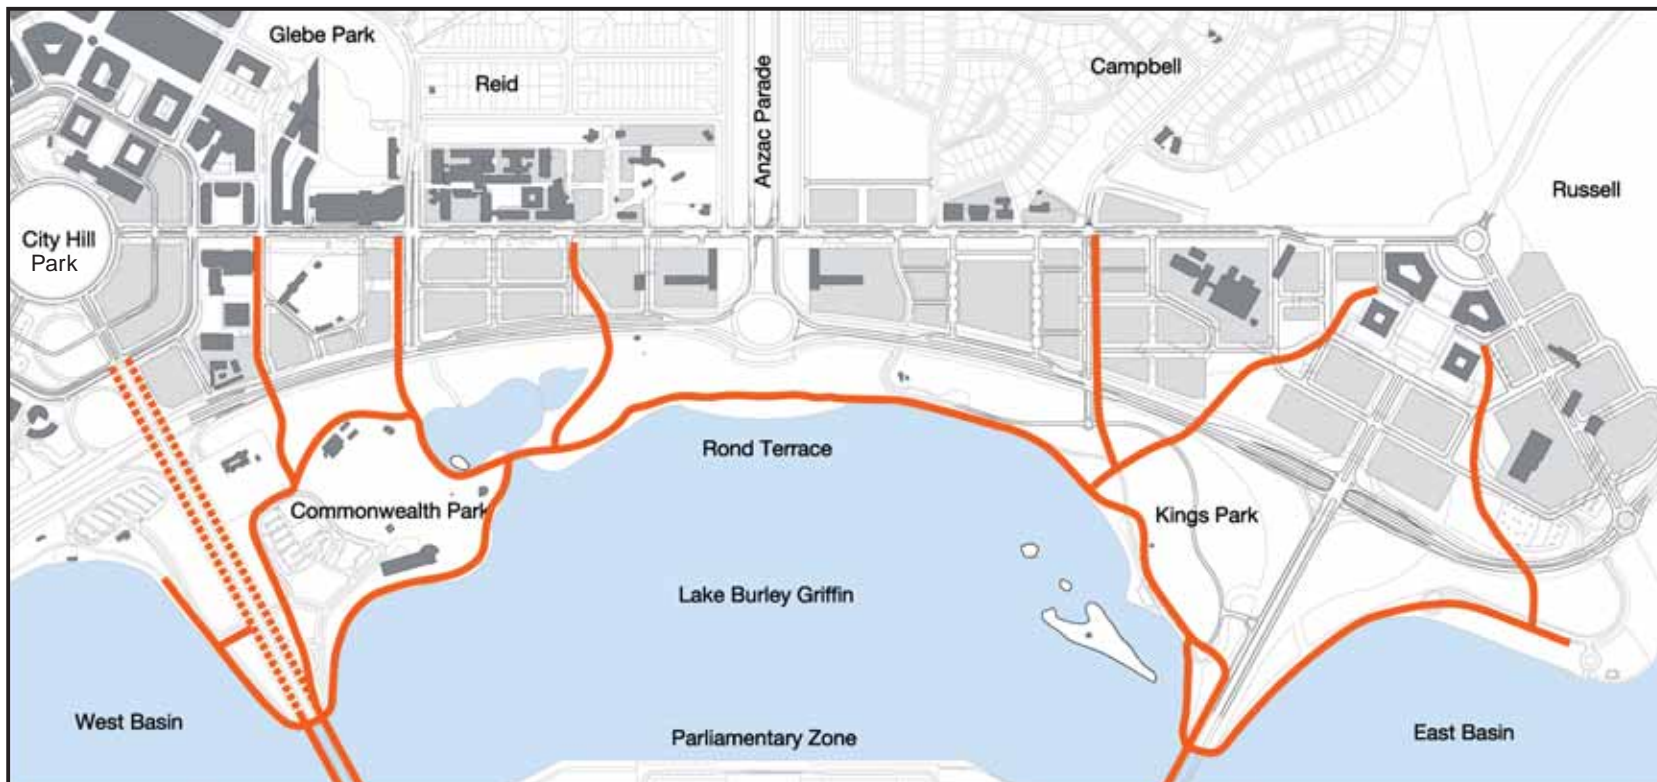 Glebe Park
Reid
Anzac Parade
Campbell
Russell
City Hill
Park
Rond Terrace
Commonwealth Park
Kings Park
Lake Burley Griffin
West Basin
Parliamentary Zone
East Basin